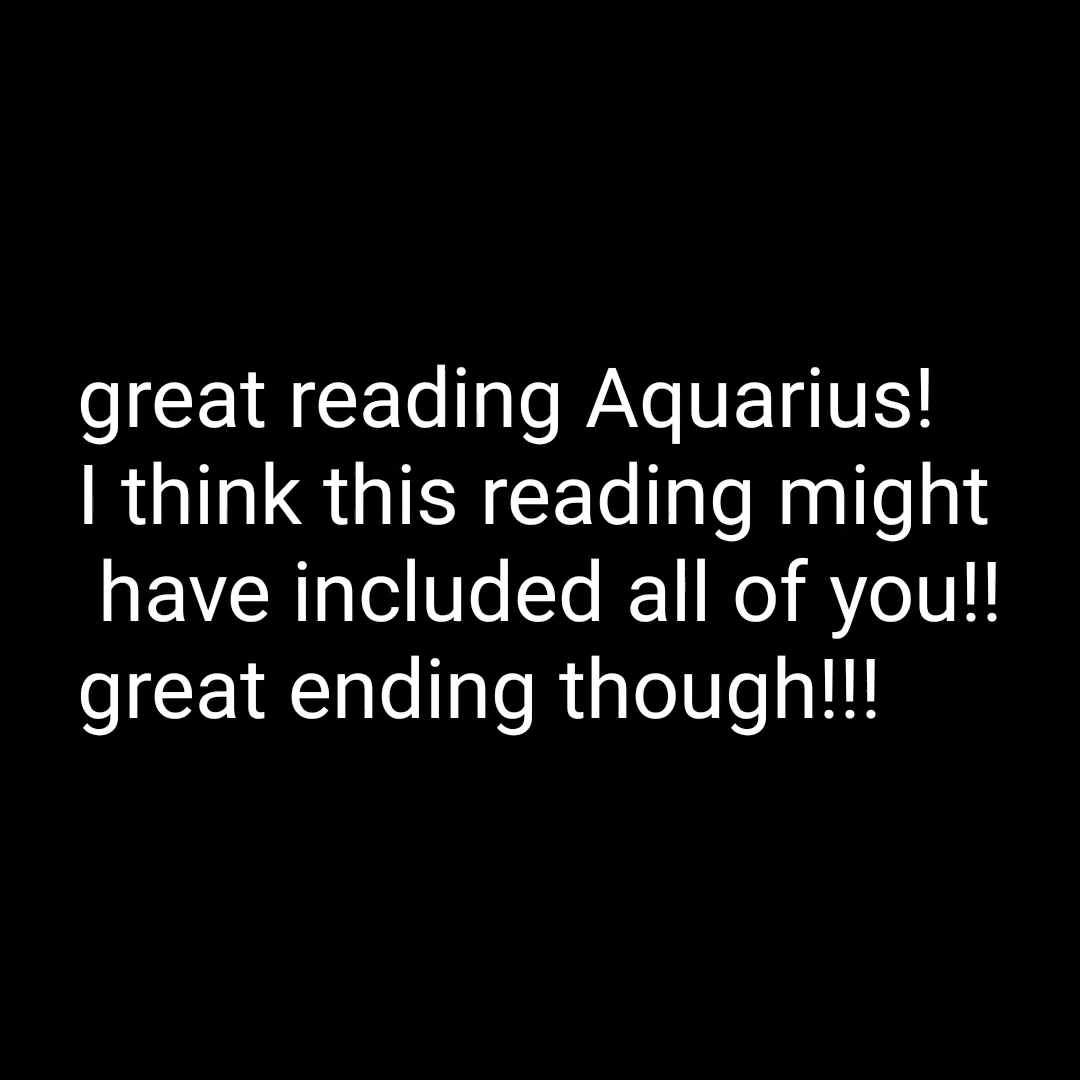 great reading Aquarius!
I think this reading might
have included all of you!!
great ending though!!!